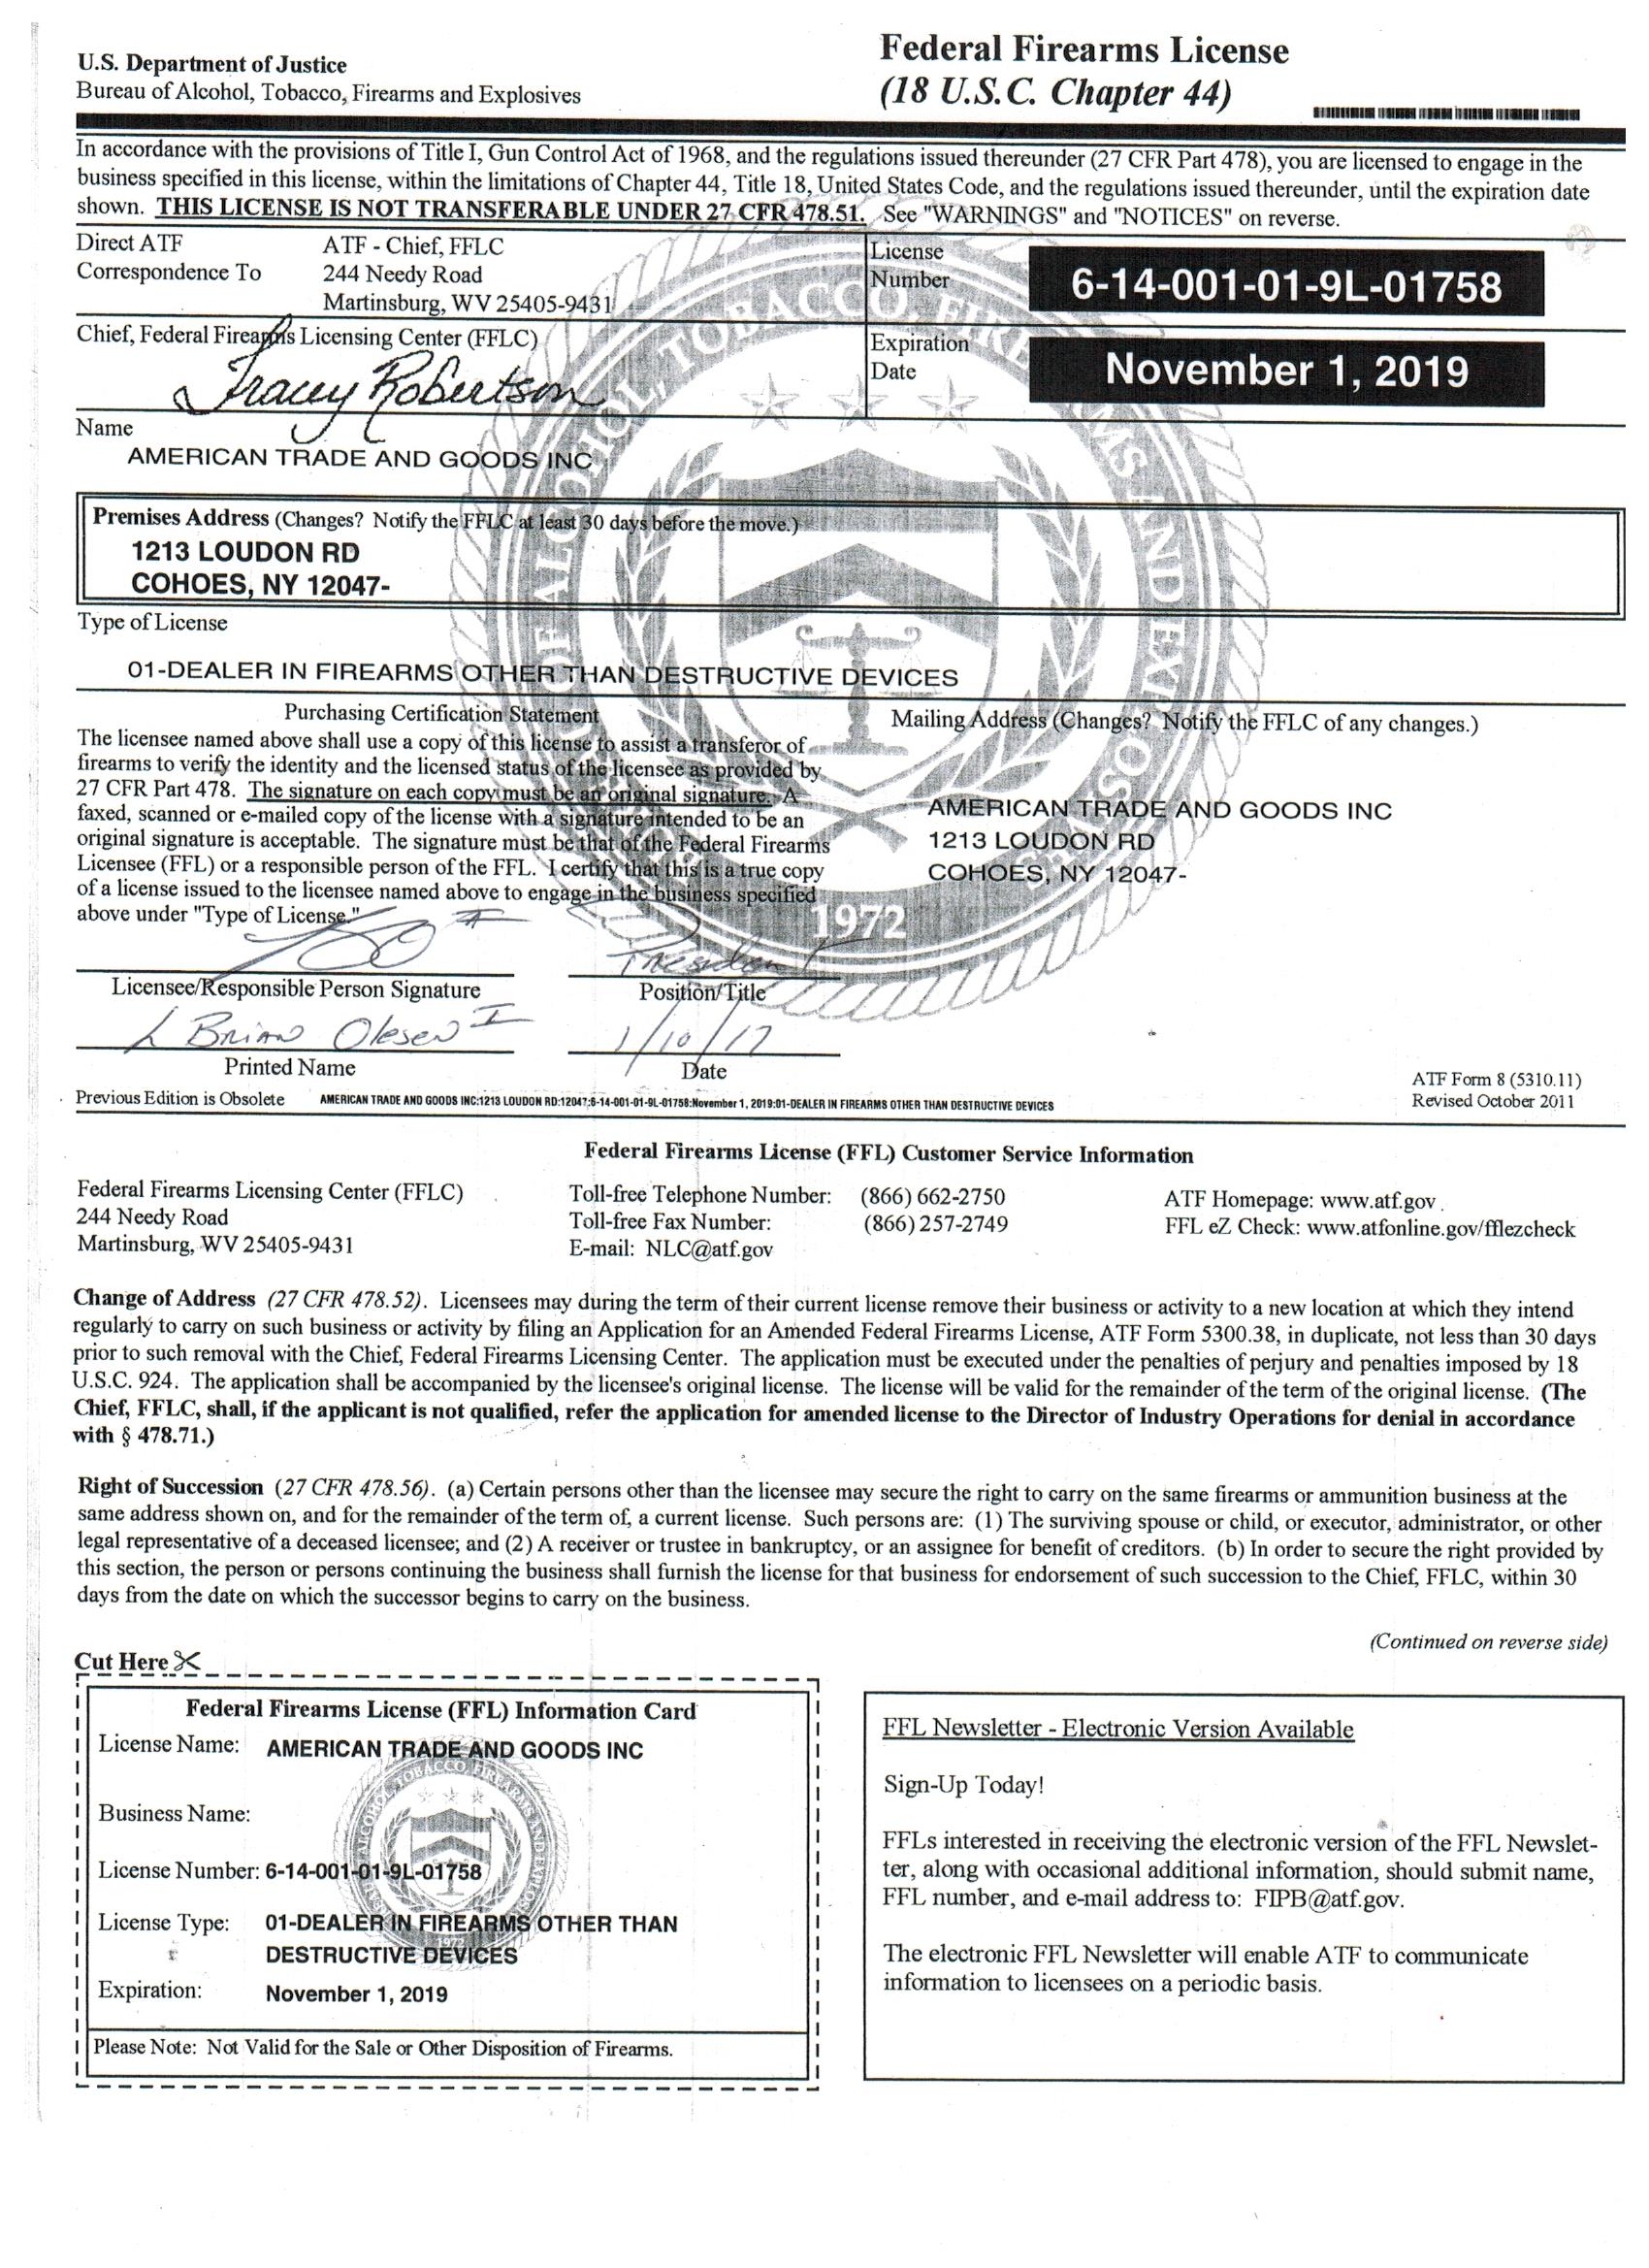 U.S. Department of Justice
Bureau of Alcohol, Tobacco, Firearms and Explosives
Federal Firearms License
(18 U.S.C. Chapter 44)
In accordance with the provisions of Title I, Gun Control Act of 1968, and the regulations issued thereunder (27 CFR Part 478), you are licensed to engage in the
business specified in this license, within the limitations of Chapter 44, Title 18, United States Code, and the regulations issued thereunder, until the expiration date
shown. THIS LICENSE IS NOT TRANSFERABLE UNDER 27 CFR 478.51. See "WARNINGS" and "NOTICES" on reverse.
Direct ATF
Correspondence To
ATF - Chief, FFLC
244 Needy Road
Martinsburg, WV 25405-9431
License
Number
6-14-001-01-9L-01758
Chief, Federal Firearms Licensing Center (FFLC)
Tracey Robertson
Expiration
Date
November 1, 2019
Name
AMERICAN TRADE AND GOODS INC
Premises Address (Changes? Notify the FFLC at least 30 days before the move.)
1213 LOUDON RD
COHOES, NY 12047-
Type of License
01-DEALER IN FIREARMS OTHER THAN DESTRUCTIVE DEVICES
Purchasing Certification Statement
The licensee named above shall use a copy of this license to assist a transferor of
firearms to verify the identity and the licensed status of the licensee as provided by
27 CFR Part 478. The signature on each copy must be an original signature. A
faxed, scanned or e-mailed copy of the license with a signature intended to be an
original signature is acceptable. The signature must be that of the Federal Firearms
Licensee (FFL) or a responsible person of the FFL. I certify that this is a true copy
of a license issued to the licensee named above to engage in the business specified
above under "Type of License."
Mailing Address (Changes? Notify the FFLC of any changes.)
AMERICAN TRADE AND GOODS INC
1213 LOUDON RD
COHOES, NY 12047-
1972
President
Licensee/Responsible Person Signature
Position/Title
L Brian Olesen I
1/10/17
Printed Name
Date
ATF Form 8 (5310.11)
Revised October 2011
Previous Edition is Obsolete
AMERICAN TRADE AND GOODS INC:1213 LOUDON RD:12047:6-14-001-01-9L-01758:November 1, 2019:01-DEALER IN FIREARMS OTHER THAN DESTRUCTIVE DEVICES
Federal Firearms License (FFL) Customer Service Information
Federal Firearms Licensing Center (FFLC)
244 Needy Road
Martinsburg, WV 25405-9431
Toll-free Telephone Number: (866) 662-2750
Toll-free Fax Number: (866) 257-2749
E-mail: NLC@atf.gov
ATF Homepage: www.atf.gov
FFL eZ Check: www.atfonline.gov/fflezcheck
Change of Address (27 CFR 478.52). Licensees may during the term of their current license remove their business or activity to a new location at which they intend
regularly to carry on such business or activity by filing an Application for an Amended Federal Firearms License, ATF Form 5300.38, in duplicate, not less than 30 days
prior to such removal with the Chief, Federal Firearms Licensing Center. The application must be executed under the penalties of perjury and penalties imposed by 18
U.S.C. 924. The application shall be accompanied by the licensee's original license. The license will be valid for the remainder of the term of the original license. (The
Chief, FFLC, shall, if the applicant is not qualified, refer the application for amended license to the Director of Industry Operations for denial in accordance
with § 478.71.)
Right of Succession (27 CFR 478.56). (a) Certain persons other than the licensee may secure the right to carry on the same firearms or ammunition business at the
same address shown on, and for the remainder of the term of, a current license. Such persons are: (1) The surviving spouse or child, or executor, administrator, or other
legal representative of a deceased licensee; and (2) A receiver or trustee in bankruptcy, or an assignee for benefit of creditors. (b) In order to secure the right provided by
this section, the person or persons continuing the business shall furnish the license for that business for endorsement of such succession to the Chief, FFLC, within 30
days from the date on which the successor begins to carry on the business.
(Continued on reverse side)
Cut Here
Federal Firearms License (FFL) Information Card
License Name: AMERICAN TRADE AND GOODS INC
Business Name:
License Number: 6-14-001-01-9L-01758
License Type: 01-DEALER IN FIREARMS OTHER THAN
DESTRUCTIVE DEVICES
Expiration: November 1, 2019
Please Note: Not Valid for the Sale or Other Disposition of Firearms.
FFL Newsletter - Electronic Version Available
Sign-Up Today!
FFLs interested in receiving the electronic version of the FFL Newslet-
ter, along with occasional additional information, should submit name,
FFL number, and e-mail address to: FIPB@atf.gov.
The electronic FFL Newsletter will enable ATF to communicate
information to licensees on a periodic basis.